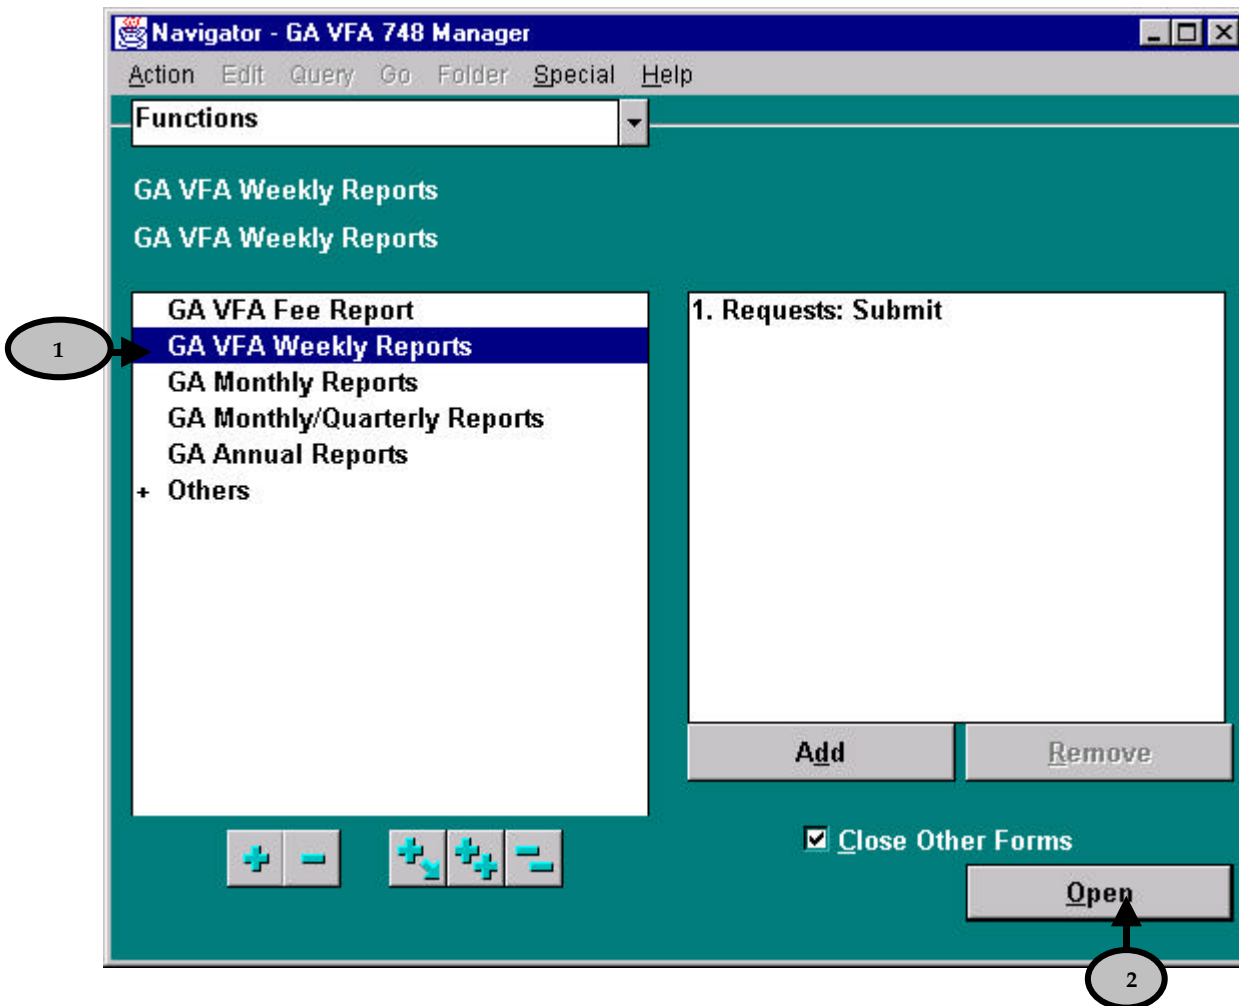 Navigator - GA VFA 748 Manager
Action Edit Query Go Folder Special Help
Functions
GA VFA Weekly Reports
GA VFA Weekly Reports
GA VFA Fee Report
GA VFA Weekly Reports
GA Monthly Reports
GA Monthly/Quarterly Reports
GA Annual Reports
+ Others
1
1. Requests: Submit
Add Remove
Close Other Forms
Open
2